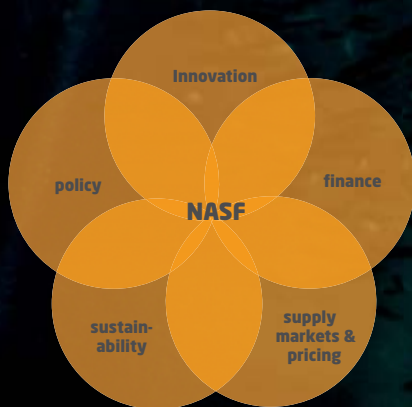 Innovation
policy
finance
NASF
sustain-
ability
supply
markets &
pricing